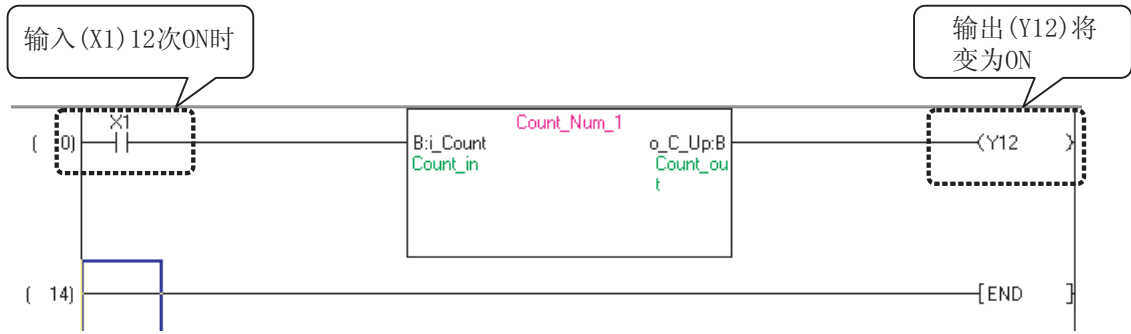 输入(X1)12次ON时
输出(Y12)将
变为ON
X1
Count_Num_1
( 0)
B:i_Count
o_C_Up:B
(Y12 )
Count_in
Count_ou
t
( 14)
[END ]